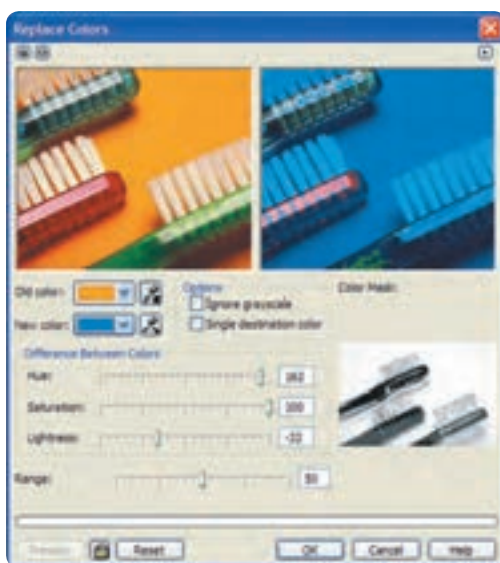 Replace Colors
Old color:
New color:
Options
Ignore grayscale
Single destination color
Color Mask:
Difference Between Colors
Hue: 162
Saturation: 100
Lightness: -22
Range: 50
Preview
Reset
OK
Cancel
Help